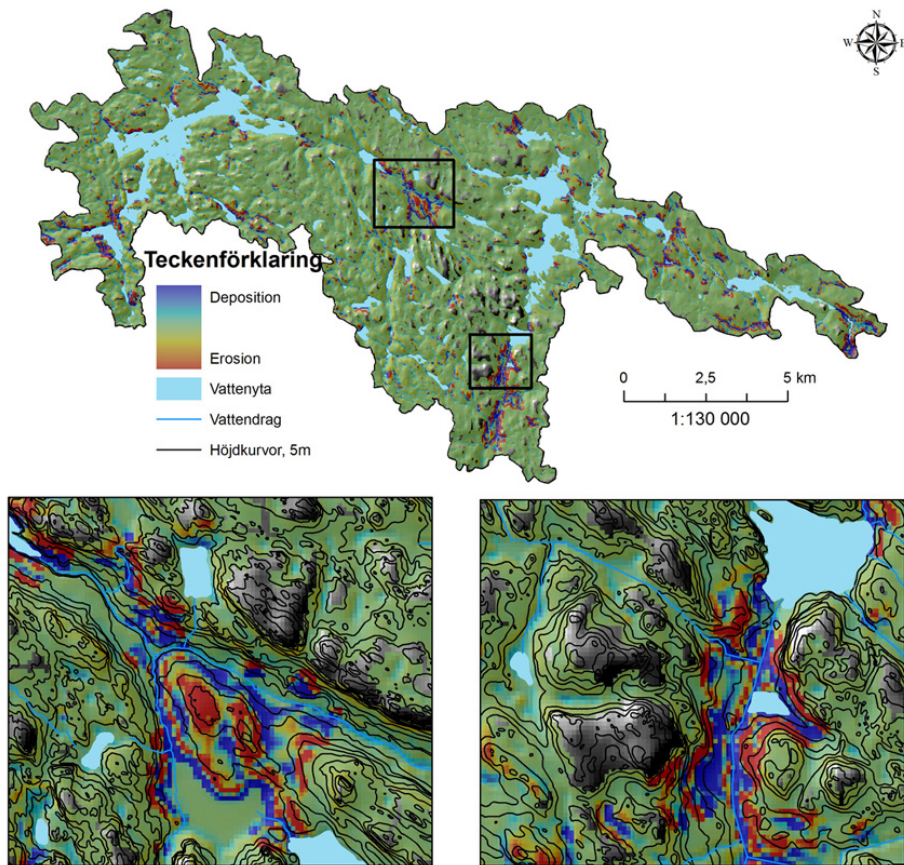 N
W E
S
Teckenförklaring
Deposition
Erosion
Vattenyta
Vattendrag
Höjdkurvor, 5m
0 2,5 5 km
1:130 000